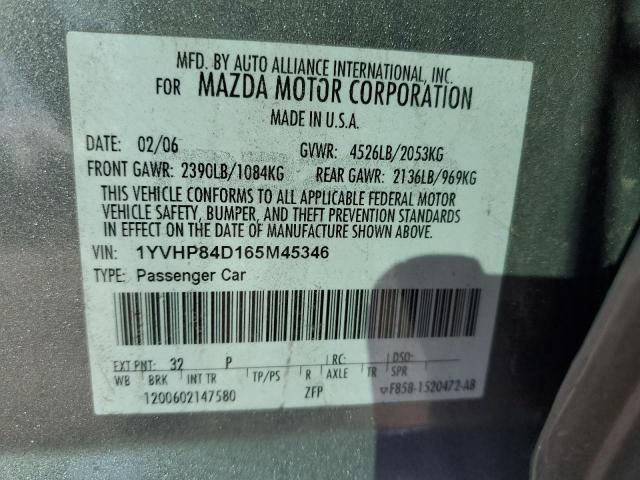 MFD. BY AUTO ALLIANCE INTERNATIONAL, INC.
FOR MAZDA MOTOR CORPORATION
MADE IN U.S.A.
DATE: 02/06 GVWR: 4526LB/2053KG
FRONT GAWR: 2390LB/1084KG REAR GAWR: 2136LB/969KG
THIS VEHICLE CONFORMS TO ALL APPLICABLE FEDERAL MOTOR
VEHICLE SAFETY, BUMPER, AND THEFT PREVENTION STANDARDS
IN EFFECT ON THE DATE OF MANUFACTURE SHOWN ABOVE.
VIN: 1YVHP84D165M45346
TYPE: Passenger Car
EXT PNT: 32 P RC: DSO:
WB BRK INT TR TP/PS R AXLE TR SPR
1200602147580 ZFP F85B-1520472-AB